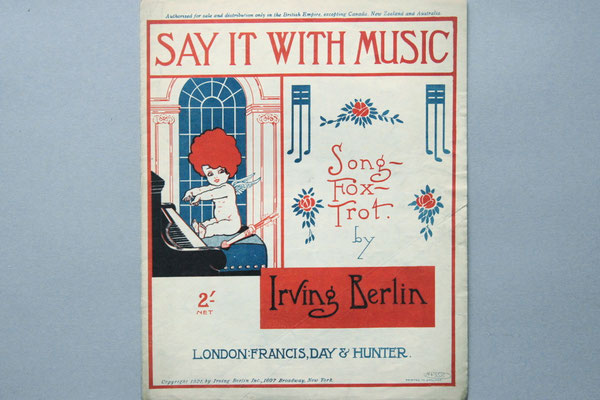 Authorised for sale and distribution only in the British Empire, excepting Canada, New Zealand and Australia.
SAY IT WITH MUSIC
Song-
Fox-
Trot.
by
Irving Berlin
2/-
NET
LONDON: FRANCIS, DAY & HUNTER.
Copyright 1921, by Irving Berlin Inc., 1607 Broadway, New York.